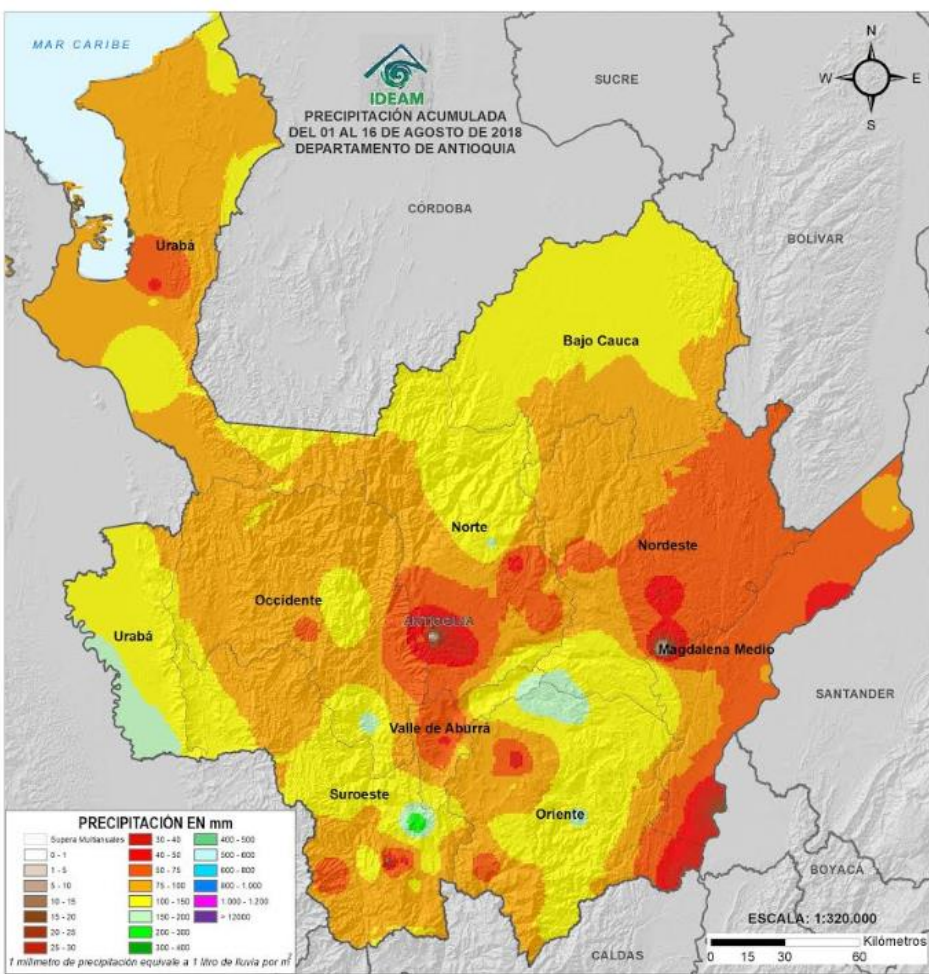 MAR CARIBE
IDEAM
PRECIPITACIÓN ACUMULADA
DEL 01 AL 16 DE AGOSTO DE 2018
DEPARTAMENTO DE ANTIOQUIA
N
W
E
S
SUCRE
CÓRDOBA
BOLÍVAR
Urabá
Bajo Cauca
Norte
Nordeste
Occidente
ANTIOQUIA
Urabá
Magdalena Medio
SANTANDER
Valle de Aburrá
Suroeste
Oriente
BOYACÁ
CALDAS
PRECIPITACIÓN EN mm
Supera Multianuales
0 - 1
1 - 5
5 - 10
10 - 15
15 - 20
20 - 25
25 - 30
30 - 40
40 - 50
50 - 75
75 - 100
100 - 150
150 - 200
200 - 300
300 - 400
400 - 500
500 - 600
600 - 800
800 - 1.000
1.000 - 1.200
> 12000
1 milímetro de precipitación equivale a 1 litro de lluvia por m²
ESCALA: 1:320.000
Kilómetros
0 15 30 60